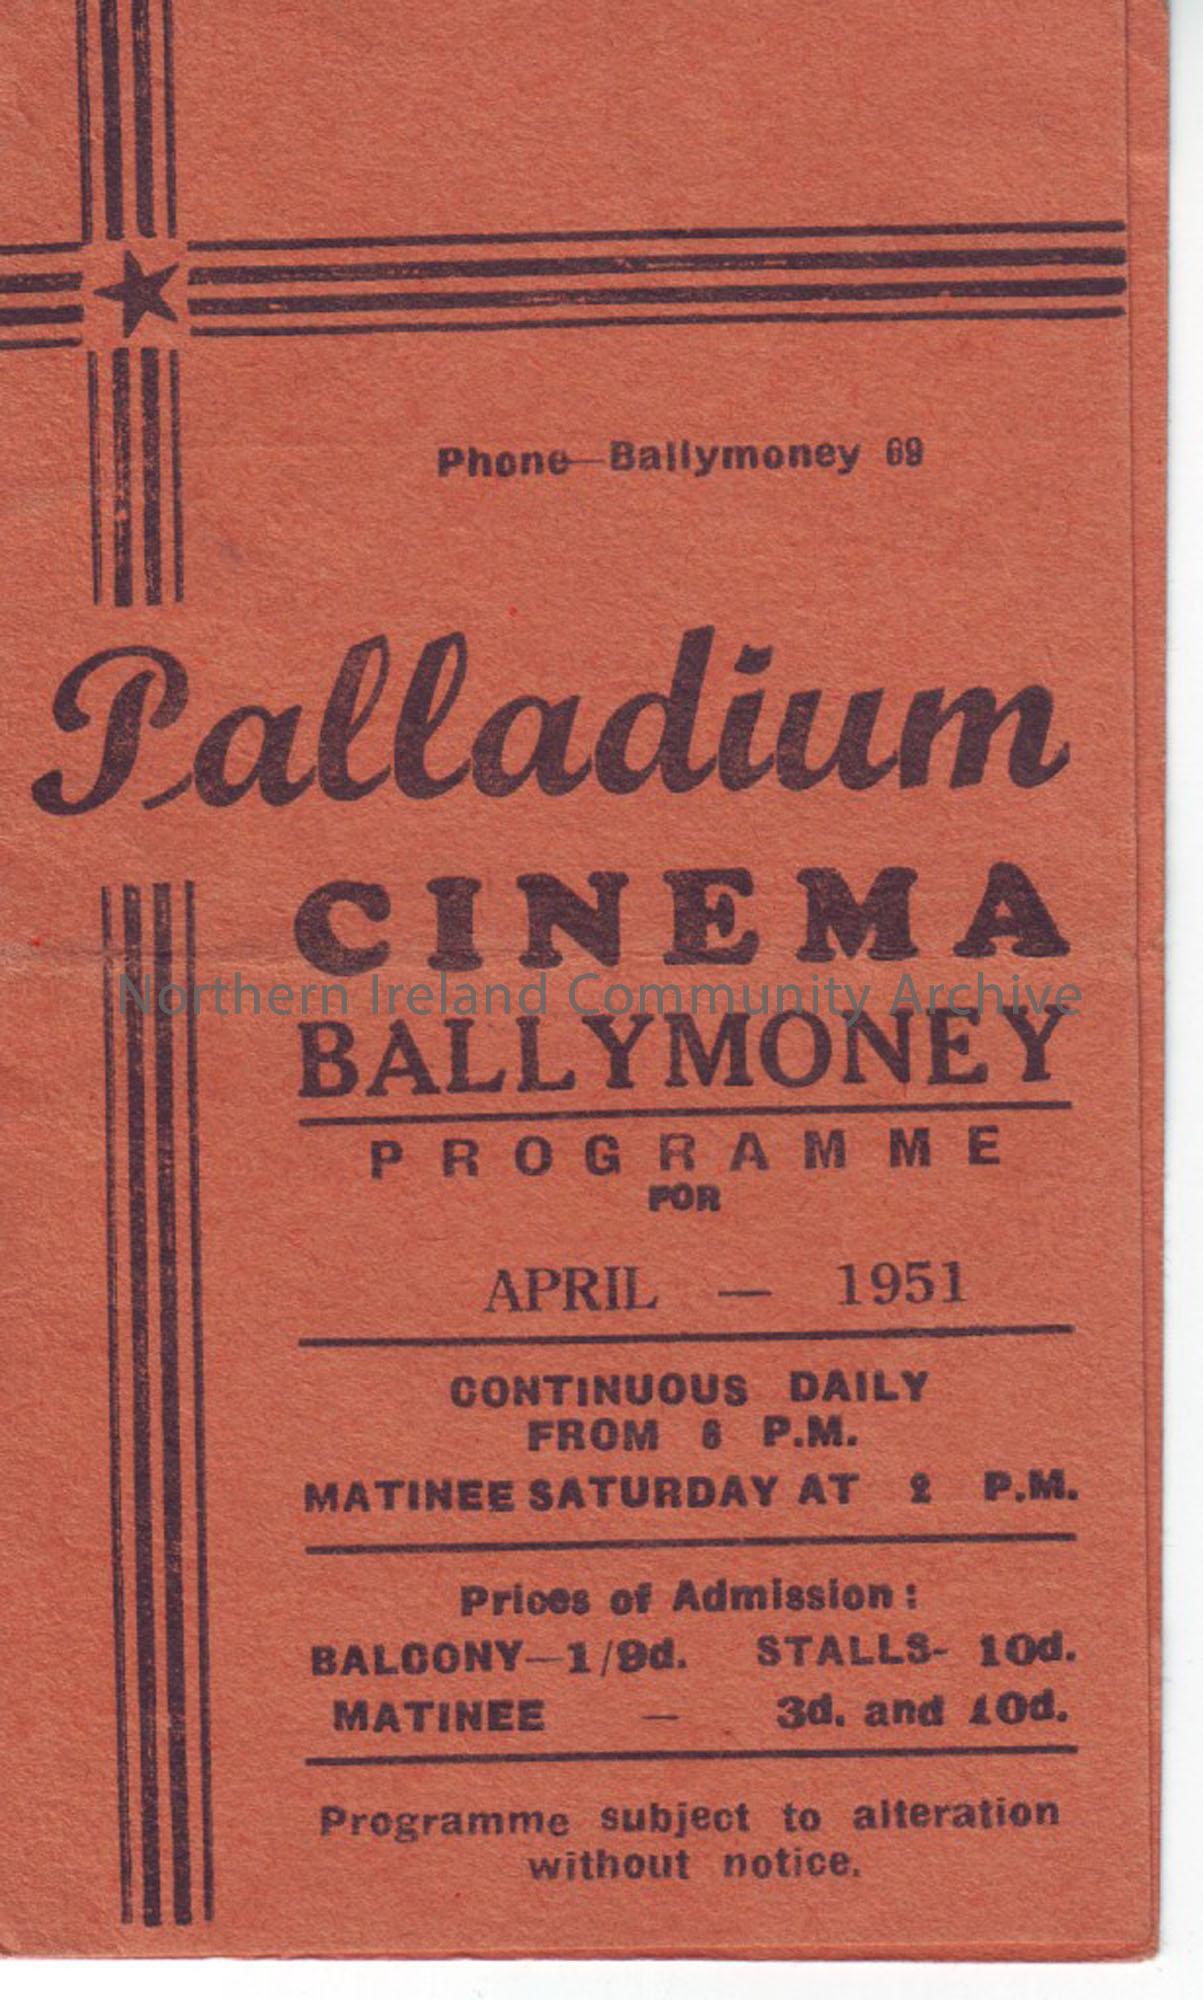 Phone—Ballymoney 69
Palladium
CINEMA
Northern Ireland Community Archive
BALLYMONEY
PROGRAMME
FOR
APRIL — 1951
CONTINUOUS DAILY
FROM 6 P.M.
MATINEE SATURDAY AT 2 P.M.
Prices of Admission:
BALCONY—1/9d. STALLS- 10d.
MATINEE — 3d. and 10d.
Programme subject to alteration
without notice.